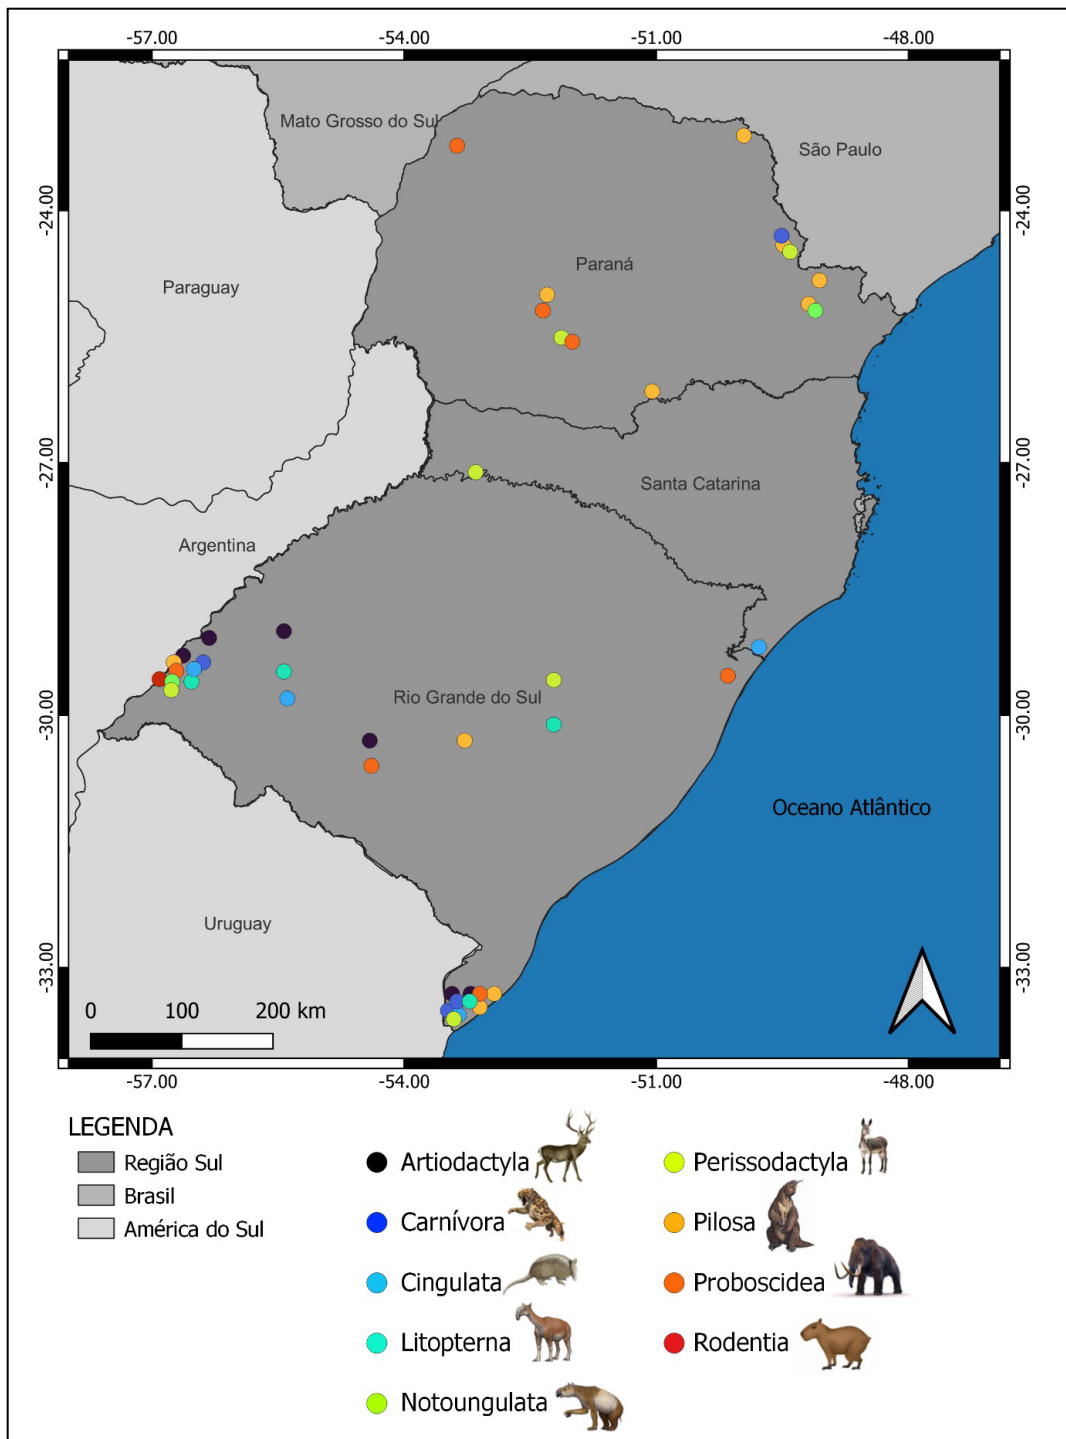 -57.00 -54.00 -51.00 -48.00
Mato Grosso do Sul
São Paulo
-24.00 -24.00
Paraná
Paraguay
-27.00 -27.00
Santa Catarina
Argentina
Rio Grande do Sul
-30.00 -30.00
Oceano Atlântico
Uruguay
-33.00 -33.00
0 100 200 km
-57.00 -54.00 -51.00 -48.00
LEGENDA
Região Sul
Brasil
América do Sul
Artiodactyla
Carnívora
Cingulata
Litopterna
Notoungulata
Perissodactyla
Pilosa
Proboscidea
Rodentia